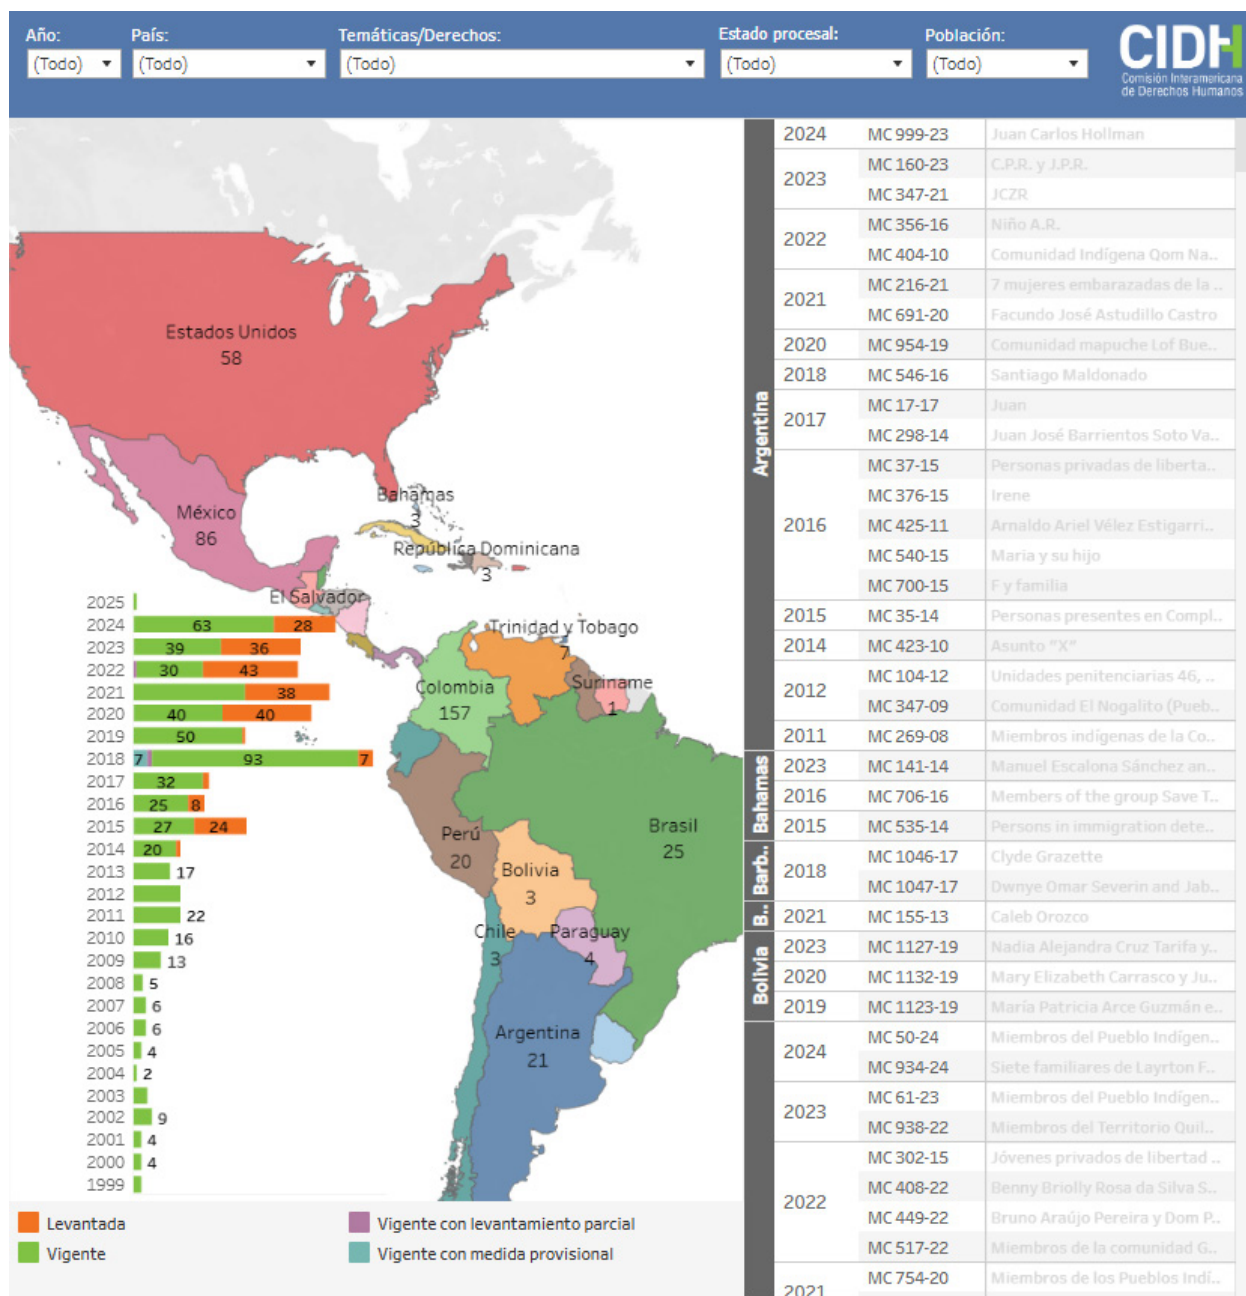 Año: País: Temáticas/Derechos: Estado procesal: Población:
(Todo) (Todo) (Todo) (Todo) (Todo)
CIDH
Comisión Interamericana
de Derechos Humanos
Estados Unidos
58
México
86
Bahamas
3
República Dominicana
3
El Salvador
Trinidad y Tobago
7
Colombia
157
Suriname
1
Perú
20
Brasil
25
Bolivia
3
Chile
3
Paraguay
4
Argentina
21
2025
2024 63 28
2023 39 36
2022 30 43
2021 38
2020 40 40
2019 50
2018 7 93 7
2017 32
2016 25 8
2015 27 24
2014 20
2013 17
2012
2011 22
2010 16
2009 13
2008 5
2007 6
2006 6
2005 4
2004 2
2003
2002 9
2001 4
2000 4
1999
Levantada
Vigente
Vigente con levantamiento parcial
Vigente con medida provisional
Argentina
2024 MC 999-23 Juan Carlos Hollman
2023 MC 160-23 C.P.R. y J.P.R.
MC 347-21 JCZR
2022 MC 356-16 Niño A.R.
MC 404-10 Comunidad Indígena Qom Na..
2021 MC 216-21 7 mujeres embarazadas de la ..
MC 691-20 Facundo José Astudillo Castro
2020 MC 954-19 Comunidad mapuche Lof Bue..
2018 MC 546-16 Santiago Maldonado
2017 MC 17-17 Juan
MC 298-14 Juan José Barrientos Soto Va..
2016 MC 37-15 Personas privadas de liberta..
MC 376-15 Irene
MC 425-11 Arnaldo Ariel Vélez Estigarri..
MC 540-15 Maria y su hijo
MC 700-15 F y familia
2015 MC 35-14 Personas presentes en Compl..
2014 MC 423-10 Asunto "X"
2012 MC 104-12 Unidades penitenciarias 46, ..
MC 347-09 Comunidad El Nogalito (Pueb..
2011 MC 269-08 Miembros indígenas de la Co..
Bahamas
2023 MC 141-14 Manuel Escalona Sánchez an..
2016 MC 706-16 Members of the group Save T..
2015 MC 535-14 Persons in immigration dete..
Barb..
2018 MC 1046-17 Clyde Grazette
MC 1047-17 Dwnye Omar Severin and Jab..
B..
2021 MC 155-13 Caleb Orozco
Bolivia
2023 MC 1127-19 Nadia Alejandra Cruz Tarifa y..
2020 MC 1132-19 Mary Elizabeth Carrasco y Ju..
2019 MC 1123-19 María Patricia Arce Guzmán e..
2024 MC 50-24 Miembros del Pueblo Indígen..
MC 934-24 Siete familiares de Layrton F..
2023 MC 61-23 Miembros del Pueblo Indígen..
MC 938-22 Miembros del Territorio Quil..
2022 MC 302-15 Jóvenes privados de libertad ..
MC 408-22 Benny Briolly Rosa da Silva S..
MC 449-22 Bruno Araújo Pereira y Dom P..
MC 517-22 Miembros de la comunidad G..
2021 MC 754-20 Miembros de los Pueblos Indí..